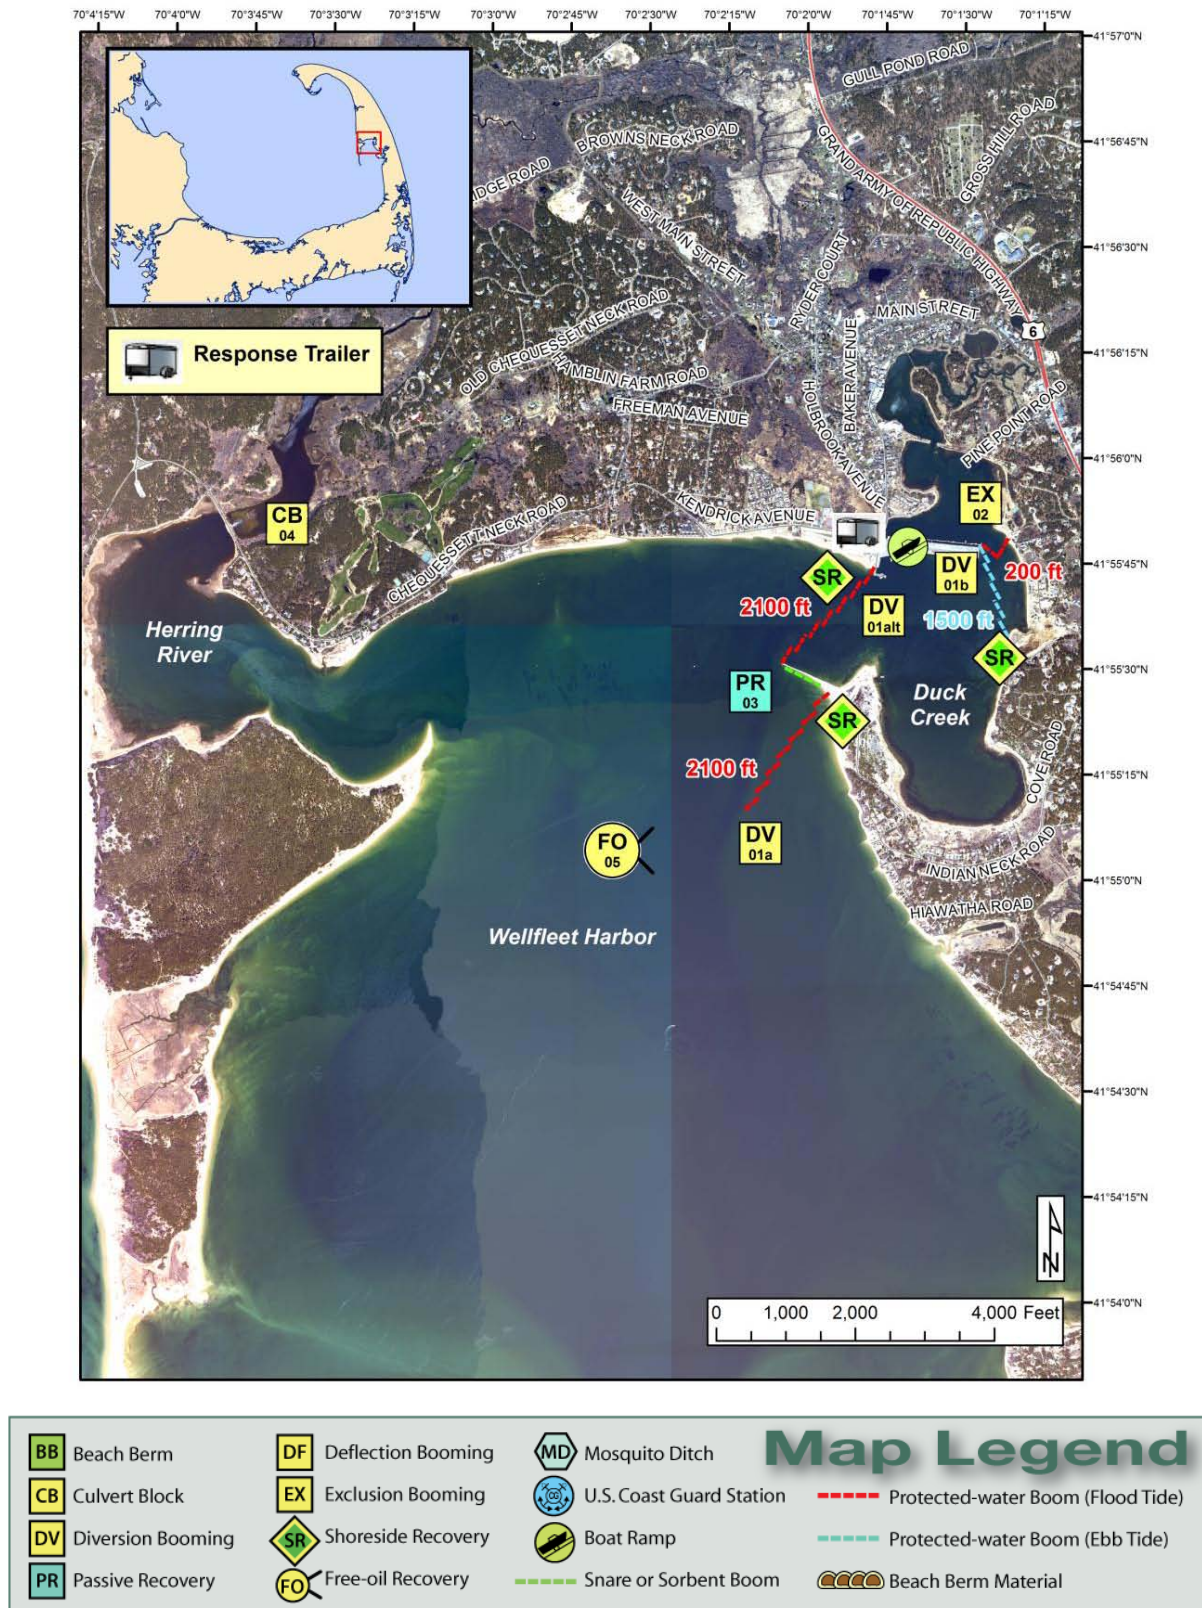 70°4'15"W 70°4'0"W 70°3'45"W 70°3'30"W 70°3'15"W 70°3'0"W 70°2'45"W 70°2'30"W 70°2'15"W 70°2'0"W 70°1'45"W 70°1'30"W 70°1'15"W
41°57'0"N
GULL POND ROAD
GROSS HILL ROAD
GRAND ARMY OF REPUBLIC HIGHWAY
BROWNS NECK ROAD
41°56'45"N
IDGE ROAD
WEST MAIN STREET
41°56'30"N
RYDER COURT
MAIN STREET
6
OLD CHEQUESSET NECK ROAD
BAKER AVENUE
Response Trailer
41°56'15"N
HAMBLIN FARM ROAD
FREEMAN AVENUE
HOLBROOK AVENUE
PINE POINT ROAD
41°56'0"N
KENDRICK AVENUE
EX
02
CB
04
CHEQUESSETT NECK ROAD
41°55'45"N
SR
DV
01b
200 ft
2100 ft
DV
01alt
1500 ft
Herring
River
SR
41°55'30"N
PR
03
Duck
Creek
SR
COVE ROAD
2100 ft
41°55'15"N
FO
05
DV
01a
INDIAN NECK ROAD
41°55'0"N
HIAWATHA ROAD
Wellfleet Harbor
41°54'45"N
41°54'30"N
41°54'15"N
N
41°54'0"N
0 1,000 2,000 4,000 Feet
Map Legend
BB Beach Berm
CB Culvert Block
DV Diversion Booming
PR Passive Recovery
DF Deflection Booming
EX Exclusion Booming
SR Shoreside Recovery
FO Free-oil Recovery
MD Mosquito Ditch
CG U.S. Coast Guard Station
Boat Ramp
Snare or Sorbent Boom
Protected-water Boom (Flood Tide)
Protected-water Boom (Ebb Tide)
Beach Berm Material